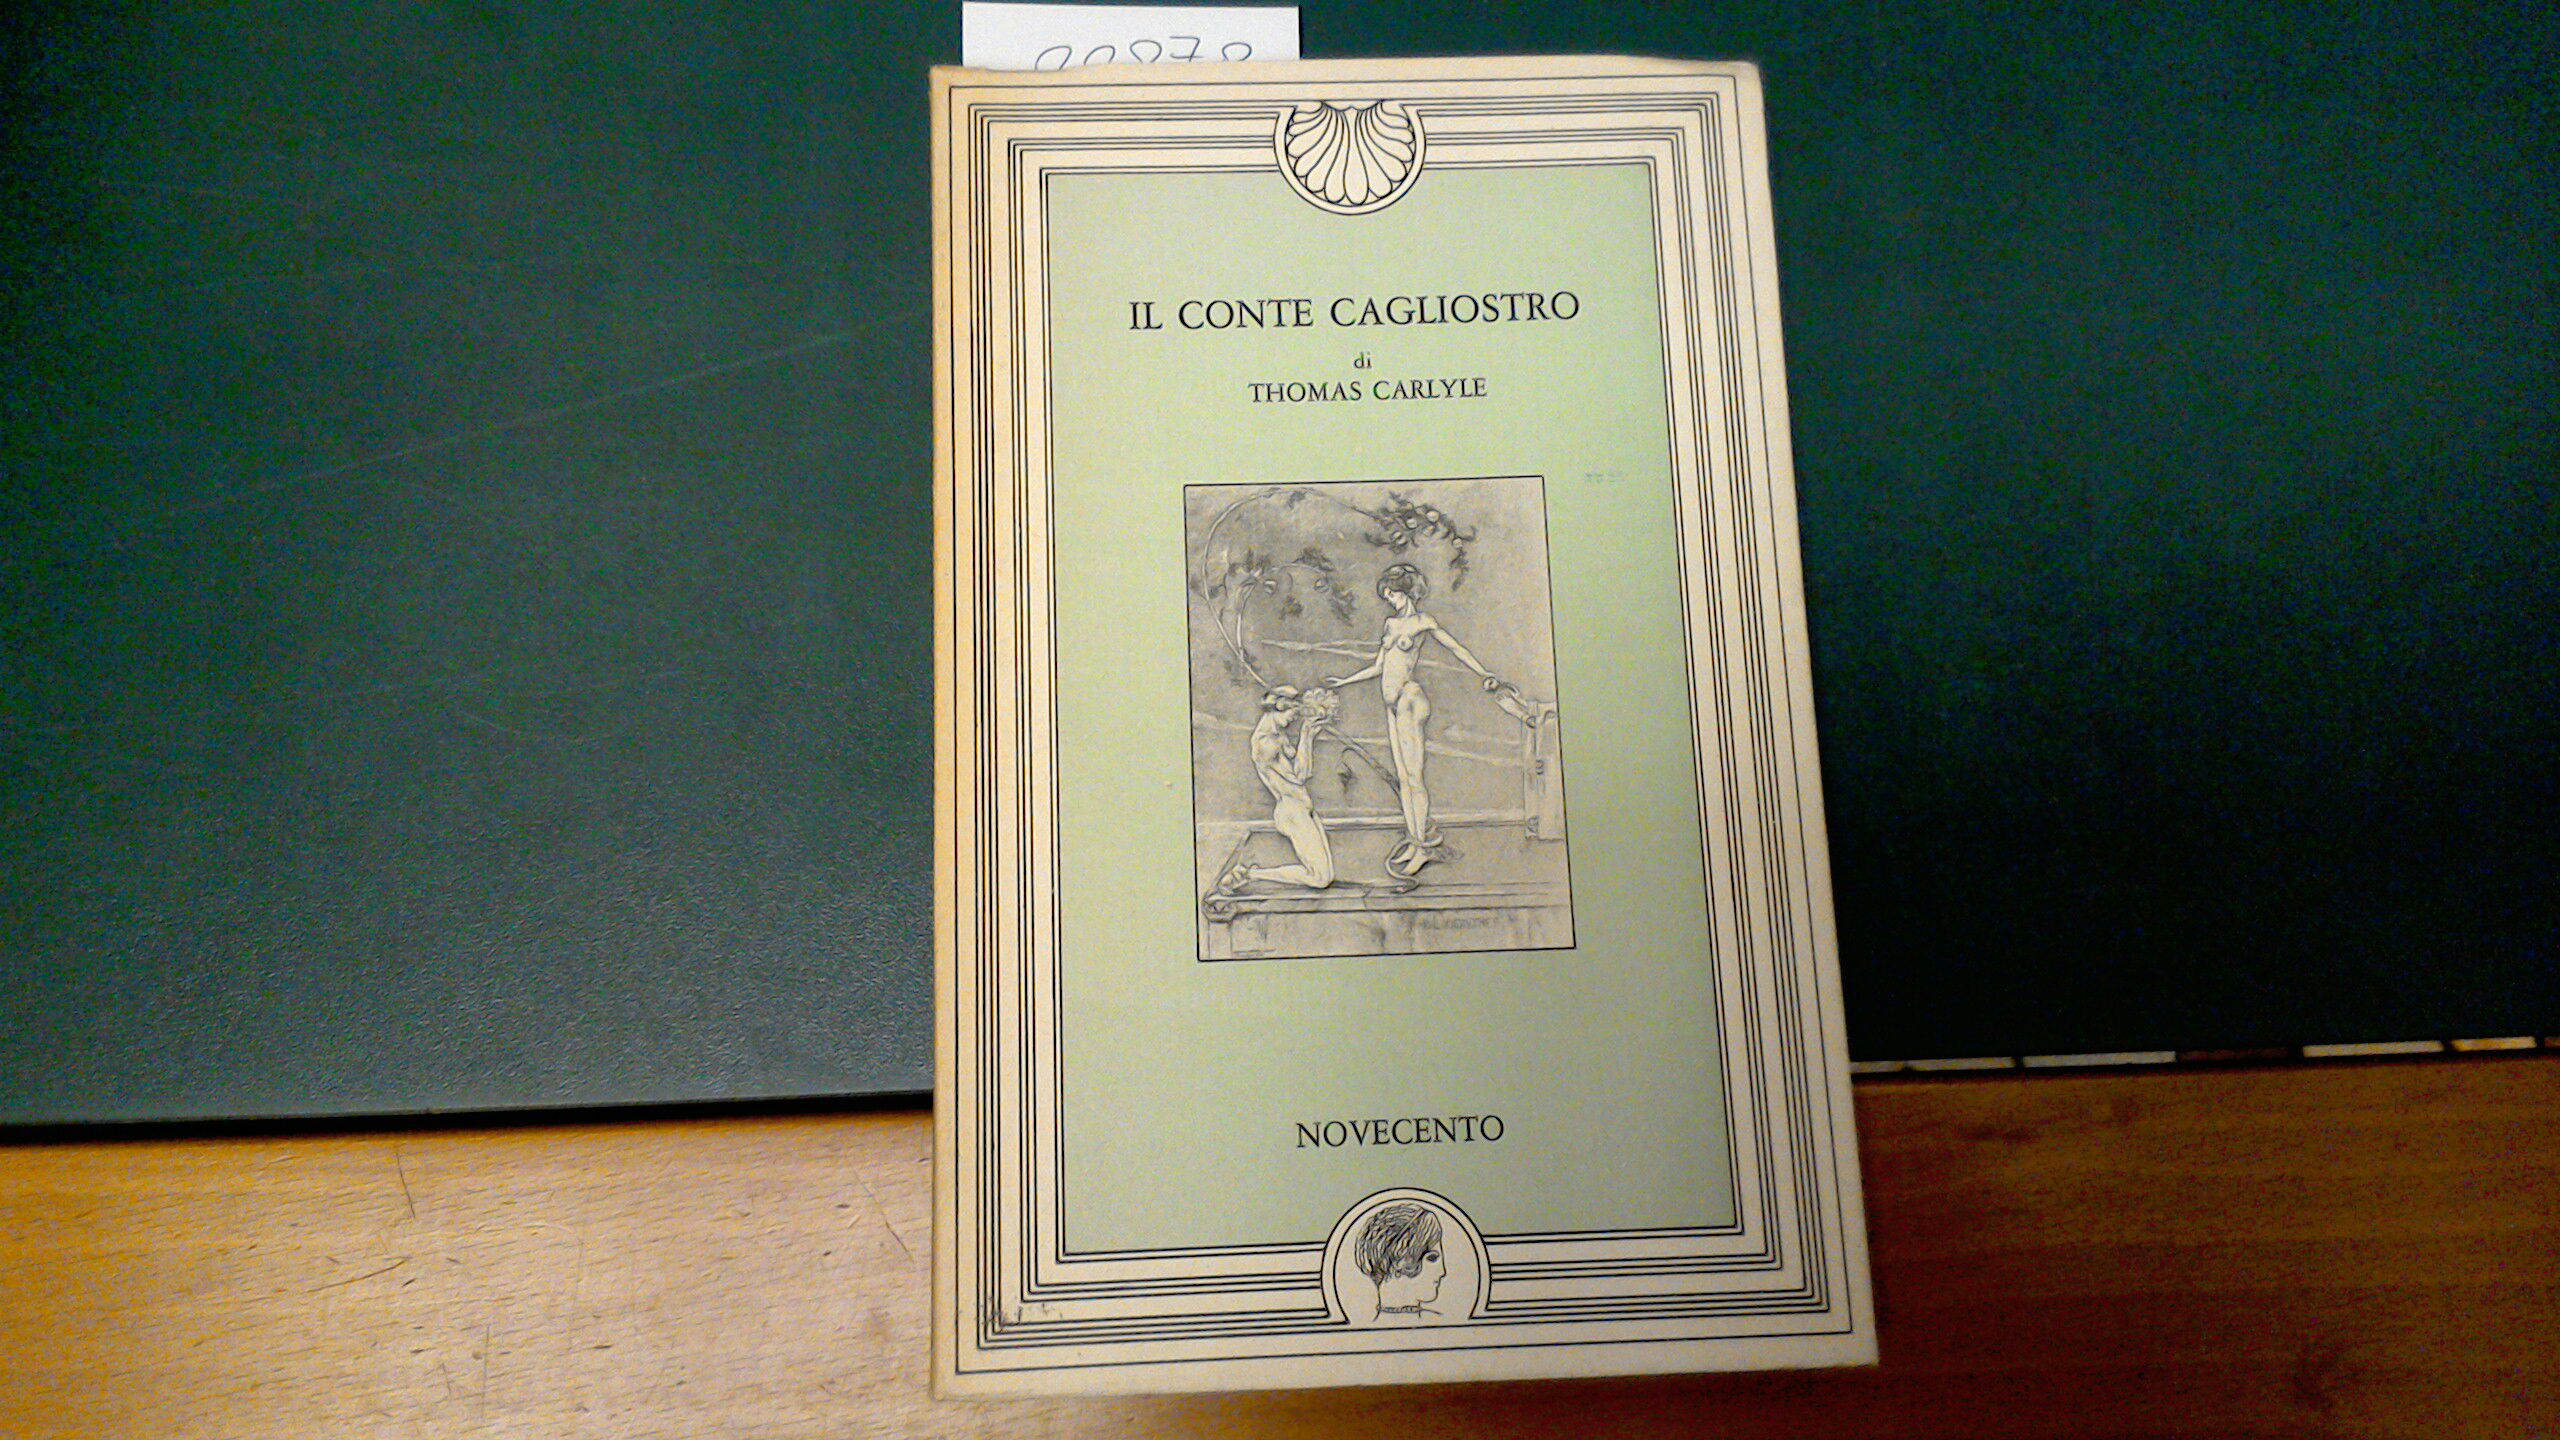 IL CONTE CAGLIOSTRO
di
THOMAS CARLYLE
NOVECENTO